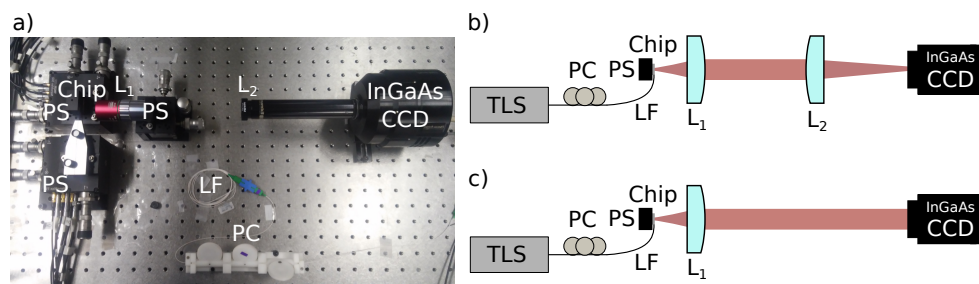 a)
Chip L₁
PS
PS
L₂
InGaAs
CCD
PS
LF
PC
b)
Chip
PC PS
TLS
LF
L₁
L₂
InGaAs
CCD
c)
Chip
PC PS
TLS
LF
L₁
InGaAs
CCD